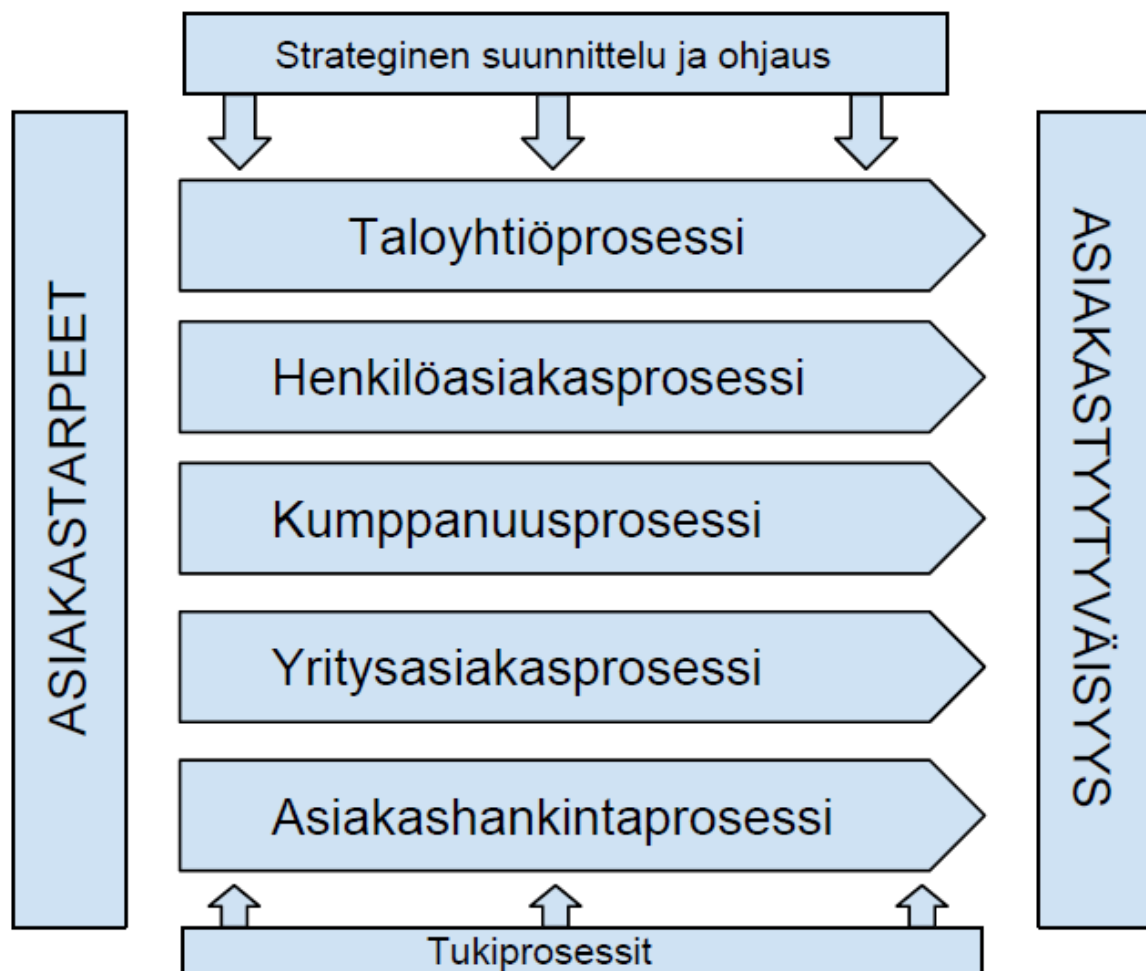 Strateginen suunnittelu ja ohjaus
ASIAKASTARPEET
Taloyhtiöprosessi
Henkilöasiakasprosessi
Kumppanuusprosessi
Yritysasiakasprosessi
Asiakashankintaprosessi
ASIAKASTYYTYVÄISYYS
Tukiprosessit